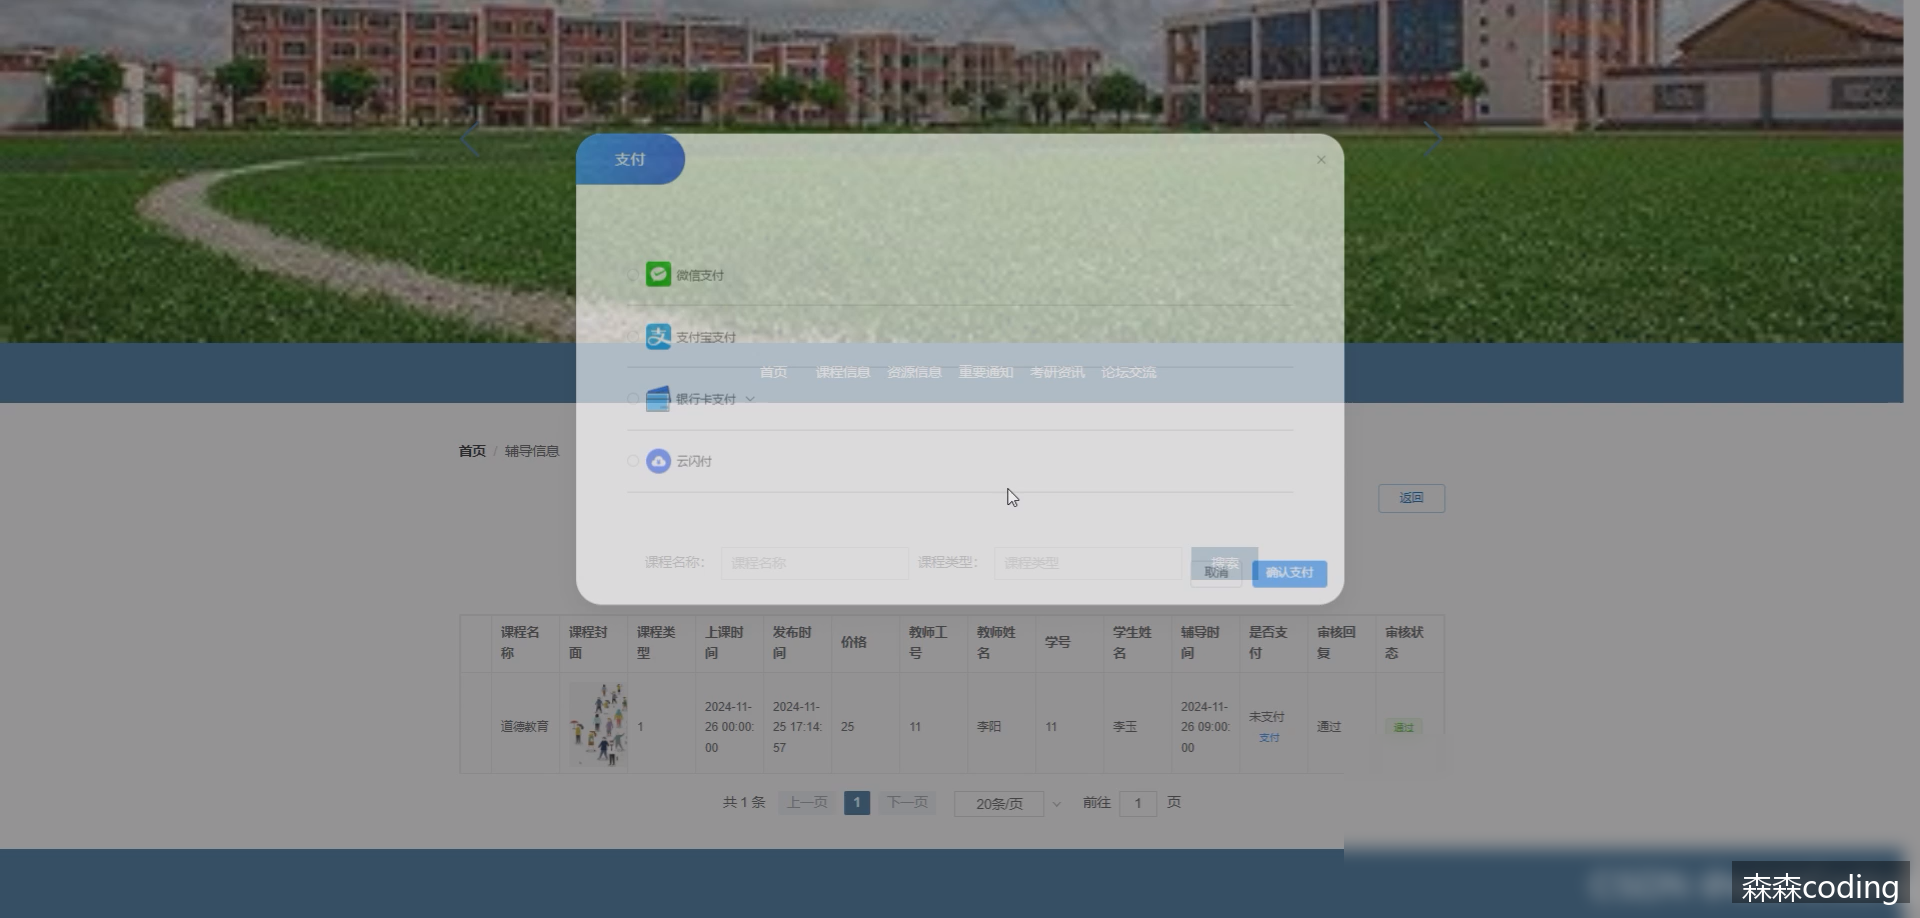 支付
微信支付
支付宝支付
首页 课程信息 资源信息 重要通知 考研资讯 论坛交流
银行卡支付
首页 / 辅导信息
云闪付
返回
课程名称: 课程名称 课程类型: 课程类型 搜索
取消 确认支付
课程名称 课程封面 课程类型 上课时间 发布时间 价格 教师工号 教师姓名 学号 学生姓名 辅导时间 是否支付 审核回复 审核状态
道德教育 1 2024-11-26 00:00:00 2024-11-25 17:14:57 25 11 李阳 11 李玉 2024-11-26 09:00:00 未支付 支付 通过 通过
共 1 条 上一页 1 下一页 20条/页 前往 1 页
森森coding